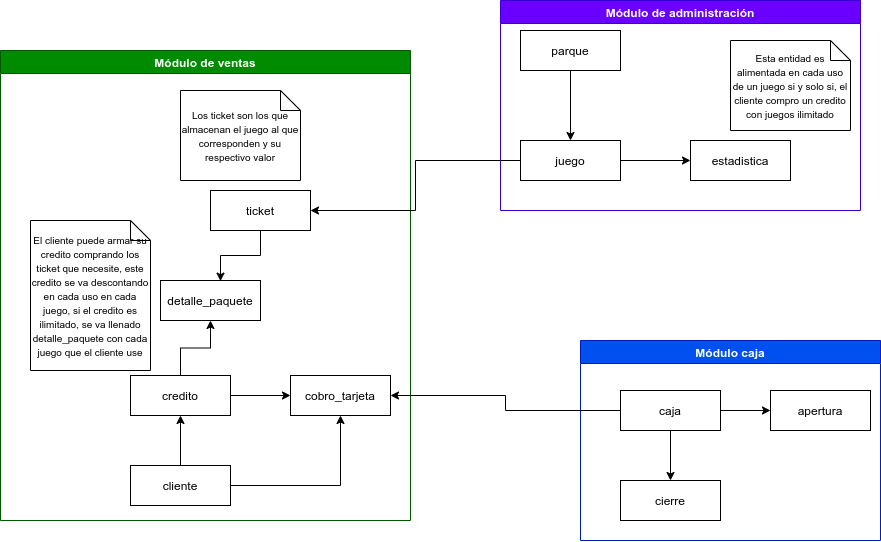 Módulo de administración
parque
Esta entidad es
alimentada en cada uso
de un juego si y solo si, el
cliente compro un credito
con juegos ilimitado
juego
estadistica
Módulo de ventas
Los ticket son los que
almacenan el juego al que
corresponden y su
respectivo valor
ticket
El cliente puede armar su
credito comprando los
ticket que necesite, este
credito se va descontando
en cada uso en cada
juego, si el credito es
ilimitado, se va llenado
detalle_paquete con cada
juego que el cliente use
detalle_paquete
credito
cobro_tarjeta
cliente
Módulo caja
caja
apertura
cierre